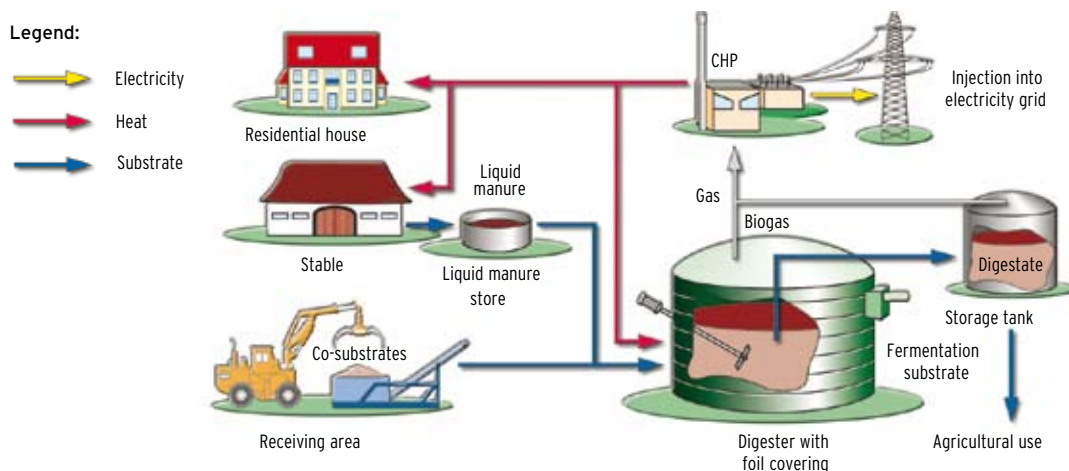 Legend:
Electricity
Heat
Substrate
Residential house
CHP
Injection into
electricity grid
Liquid
manure
Stable
Liquid manure
store
Gas
Biogas
Digestate
Storage tank
Co-substrates
Fermentation
substrate
Receiving area
Digester with
foil covering
Agricultural use